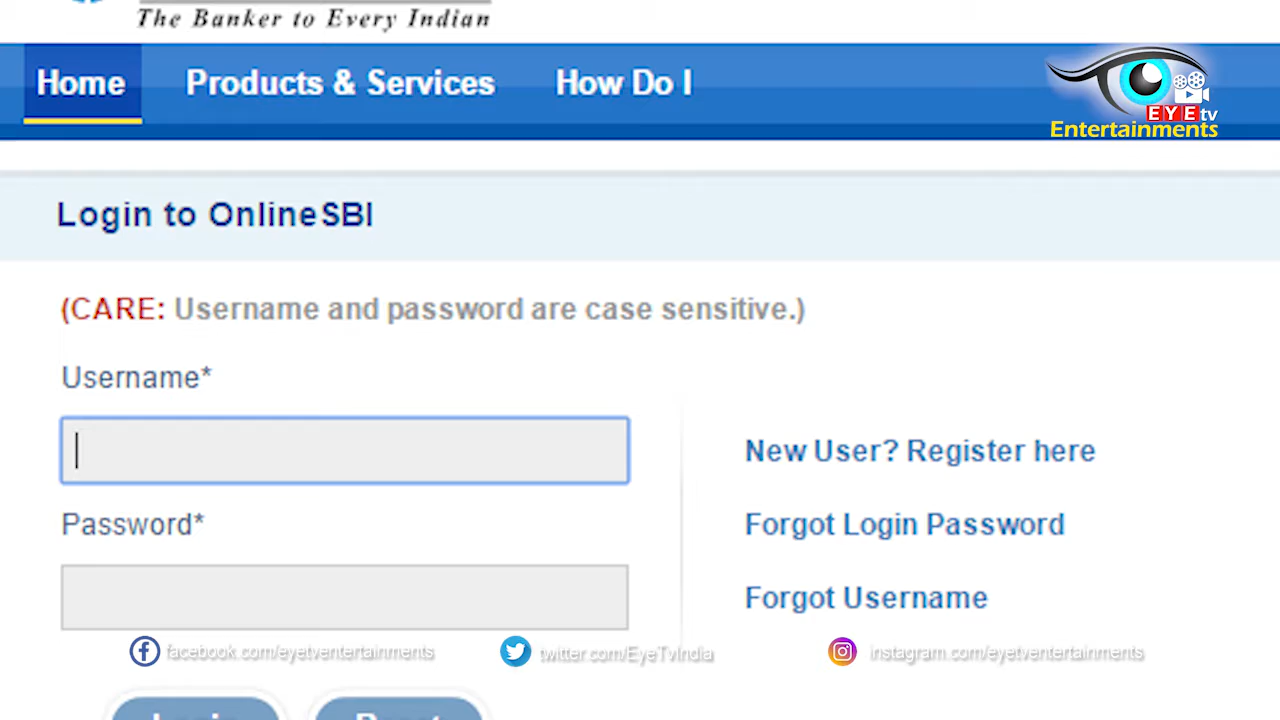 The Banker to Every Indian
Home
Products & Services
How Do I
EYE tv
Entertainments
Login to OnlineSBI
(CARE: Username and password are case sensitive.)
Username*
New User? Register here
Password*
Forgot Login Password
Forgot Username
facebook.com/eyetventertainments
twitter.com/EyeTvIndia
instagram.com/eyetventertainments